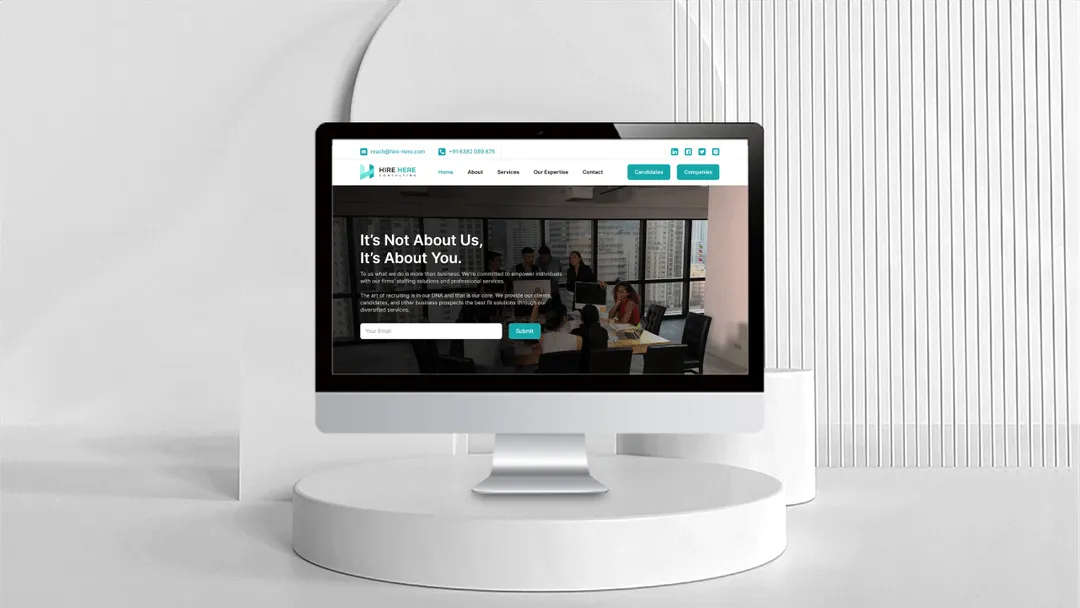 reach@hire-here.com +91 6382 089 875
HIRE HERE
CONSULTING
Home About Services Our Expertise Contact Candidates Companies
It's Not About Us,
It's About You.
To us what we do is more than business. We're committed to empower individuals
with our firms' staffing solutions and professional services.
The art of recruiting is in our DNA and that is our core. We provide our clients,
candidates, and other business prospects the best fit solutions through our
diversified services.
Your Email Submit